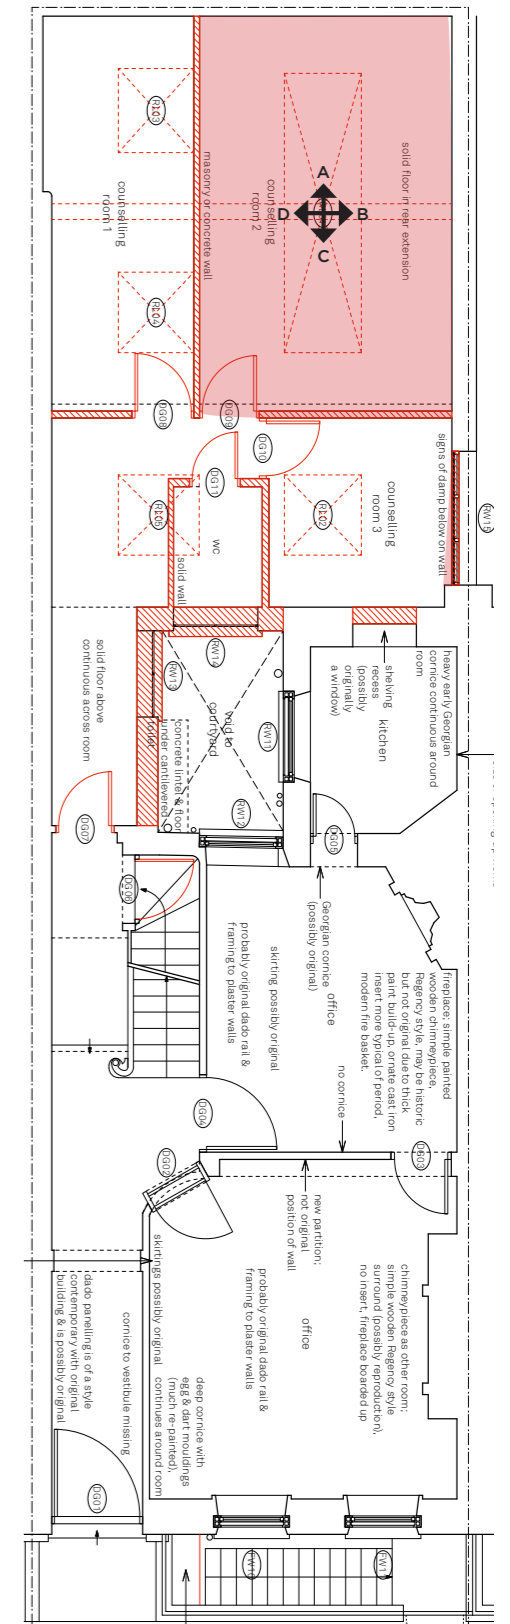 RL03
counselling
room 1
RL04
masonry or concrete wall
counselling
room 2
A
B
C
D
solid floor in rear extension
DG08
DG09
DG10
DG11
RL05
wc
solid wall
RL02
counselling
room 3
signs of damp below on wall
RW15
solid floor above
continuous across room
RW13
RW14
void to
courtyard
RW11
RW12
concrete lintel & floor
under cantilevered
toilet
shelving
recess
(possibly
originally
a window)
kitchen
heavy early Georgian
cornice continuous around
room
DG07
DG06
DG05
Georgian cornice
(possibly original)
office
skirting possibly original
probably original dado rail &
framing to plaster walls
fireplace; simple painted
wooden chimneypiece,
Regency style, may be historic
but not original due to thick
paint build-up, ornate cast iron
insert more typical of period,
modern fire basket.
no cornice
DG04
DG03
DG02
new partition;
not original
position of wall
skirtings possibly original
probably original dado rail &
framing to plaster walls
office
chimneypiece as other room;
simple wooden Regency style
surround (possibly reproduction),
no insert, fireplace boarded up
dado panelling is of a style
contemporary with original
building & is possibly original
cornice to vestibule missing
deep cornice with
egg & dart mouldings
(much re-painted),
continues around room
DG01